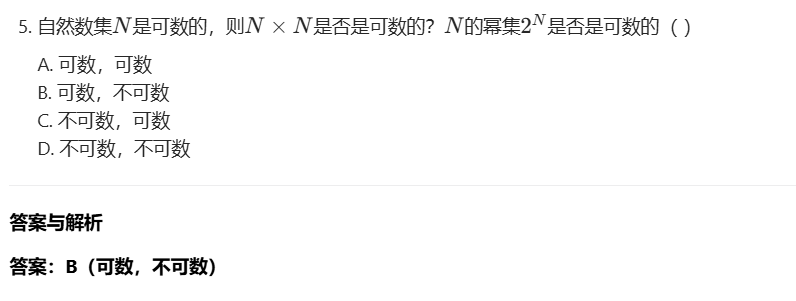 5. 自然数集N是可数的，则N × N是否是可数的？N的幂集2^N是否是可数的（ ）
A. 可数，可数
B. 可数，不可数
C. 不可数，可数
D. 不可数，不可数
答案与解析
答案：B（可数，不可数）